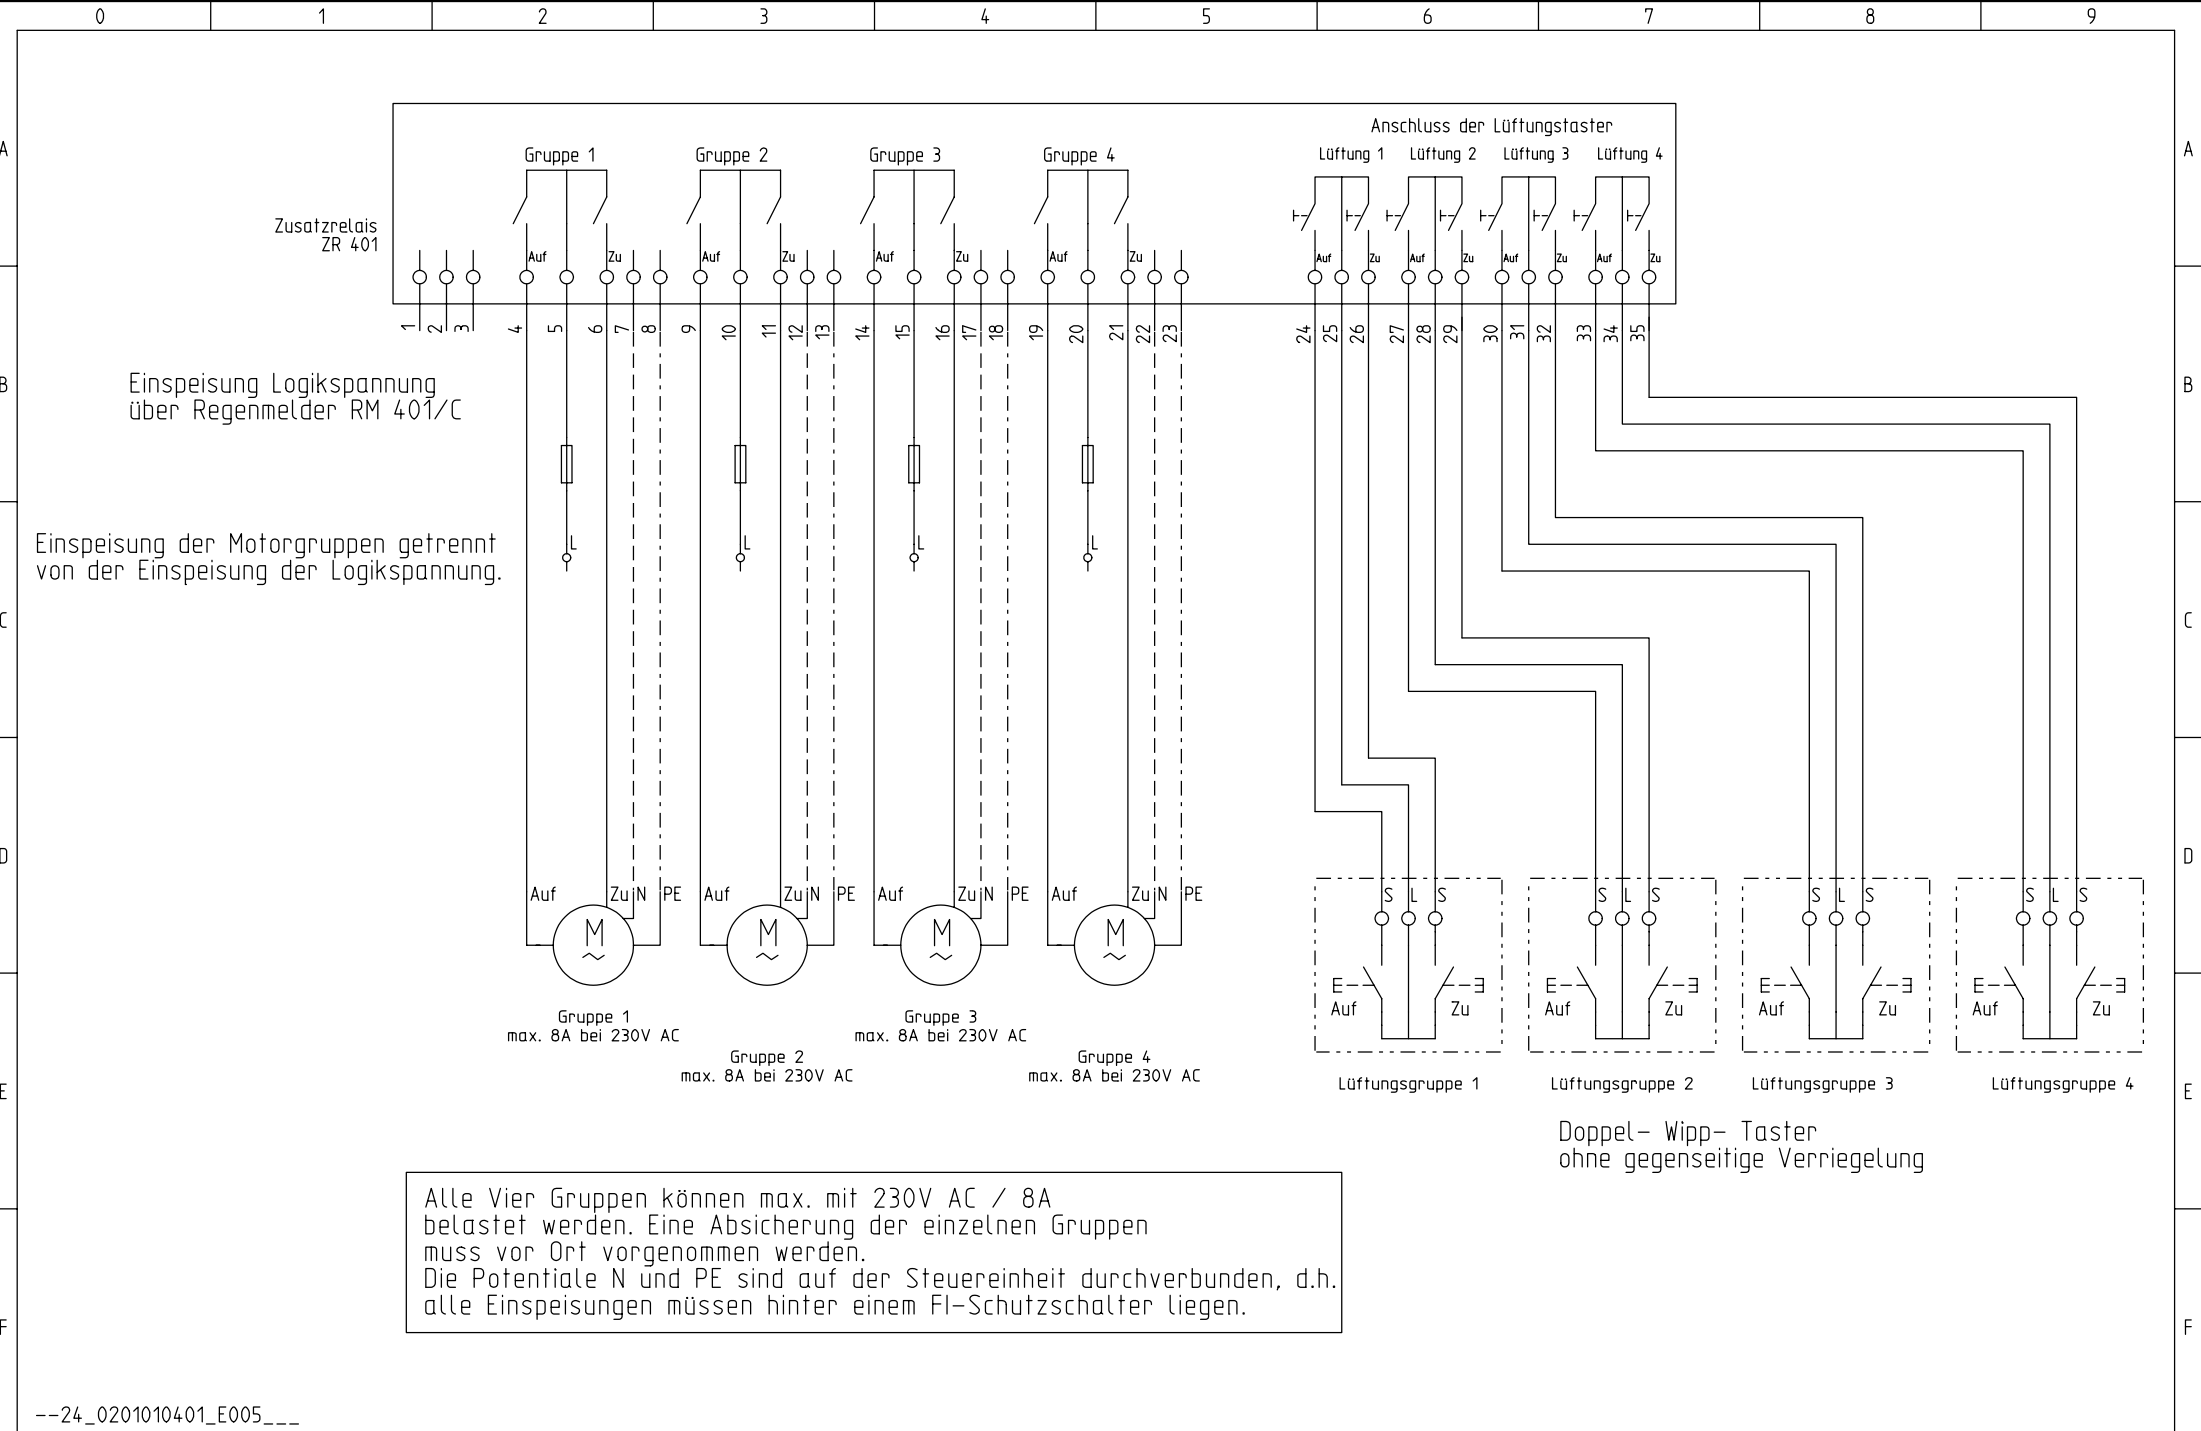 0 1 2 3 4 5 6 7 8 9
Anschluss der Lüftungstaster
Gruppe 1 Gruppe 2 Gruppe 3 Gruppe 4 Lüftung 1 Lüftung 2 Lüftung 3 Lüftung 4
A A
Zusatzrelais
ZR 401
Auf Zu Auf Zu Auf Zu Auf Zu Auf Zu Auf Zu Auf Zu Auf Zu
1 2 3 4 5 6 7 8 9 10 11 12 13 14 15 16 17 18 19 20 21 22 23 24 25 26 27 28 29 30 31 32 33 34 35
B B
Einspeisung Logikspannung
über Regenmelder RM 401/C
L L L L
Einspeisung der Motorgruppen getrennt
von der Einspeisung der Logikspannung.
C C
D D
Auf Zu N PE Auf Zu N PE Auf Zu N PE Auf Zu N PE S L S S L S S L S S L S
M M M M
~ ~ ~ ~
Auf Zu Auf Zu Auf Zu Auf Zu
Gruppe 1 Gruppe 3
max. 8A bei 230V AC max. 8A bei 230V AC
Gruppe 2 Gruppe 4
max. 8A bei 230V AC max. 8A bei 230V AC
Lüftungsgruppe 1 Lüftungsgruppe 2 Lüftungsgruppe 3 Lüftungsgruppe 4
E E
Doppel- Wipp- Taster
ohne gegenseitige Verriegelung
Alle Vier Gruppen können max. mit 230V AC / 8A
belastet werden. Eine Absicherung der einzelnen Gruppen
muss vor Ort vorgenommen werden.
Die Potentiale N und PE sind auf der Steuereinheit durchverbunden, d.h.
alle Einspeisungen müssen hinter einem FI-Schutzschalter liegen.
F F
--24_0201010401_E005___